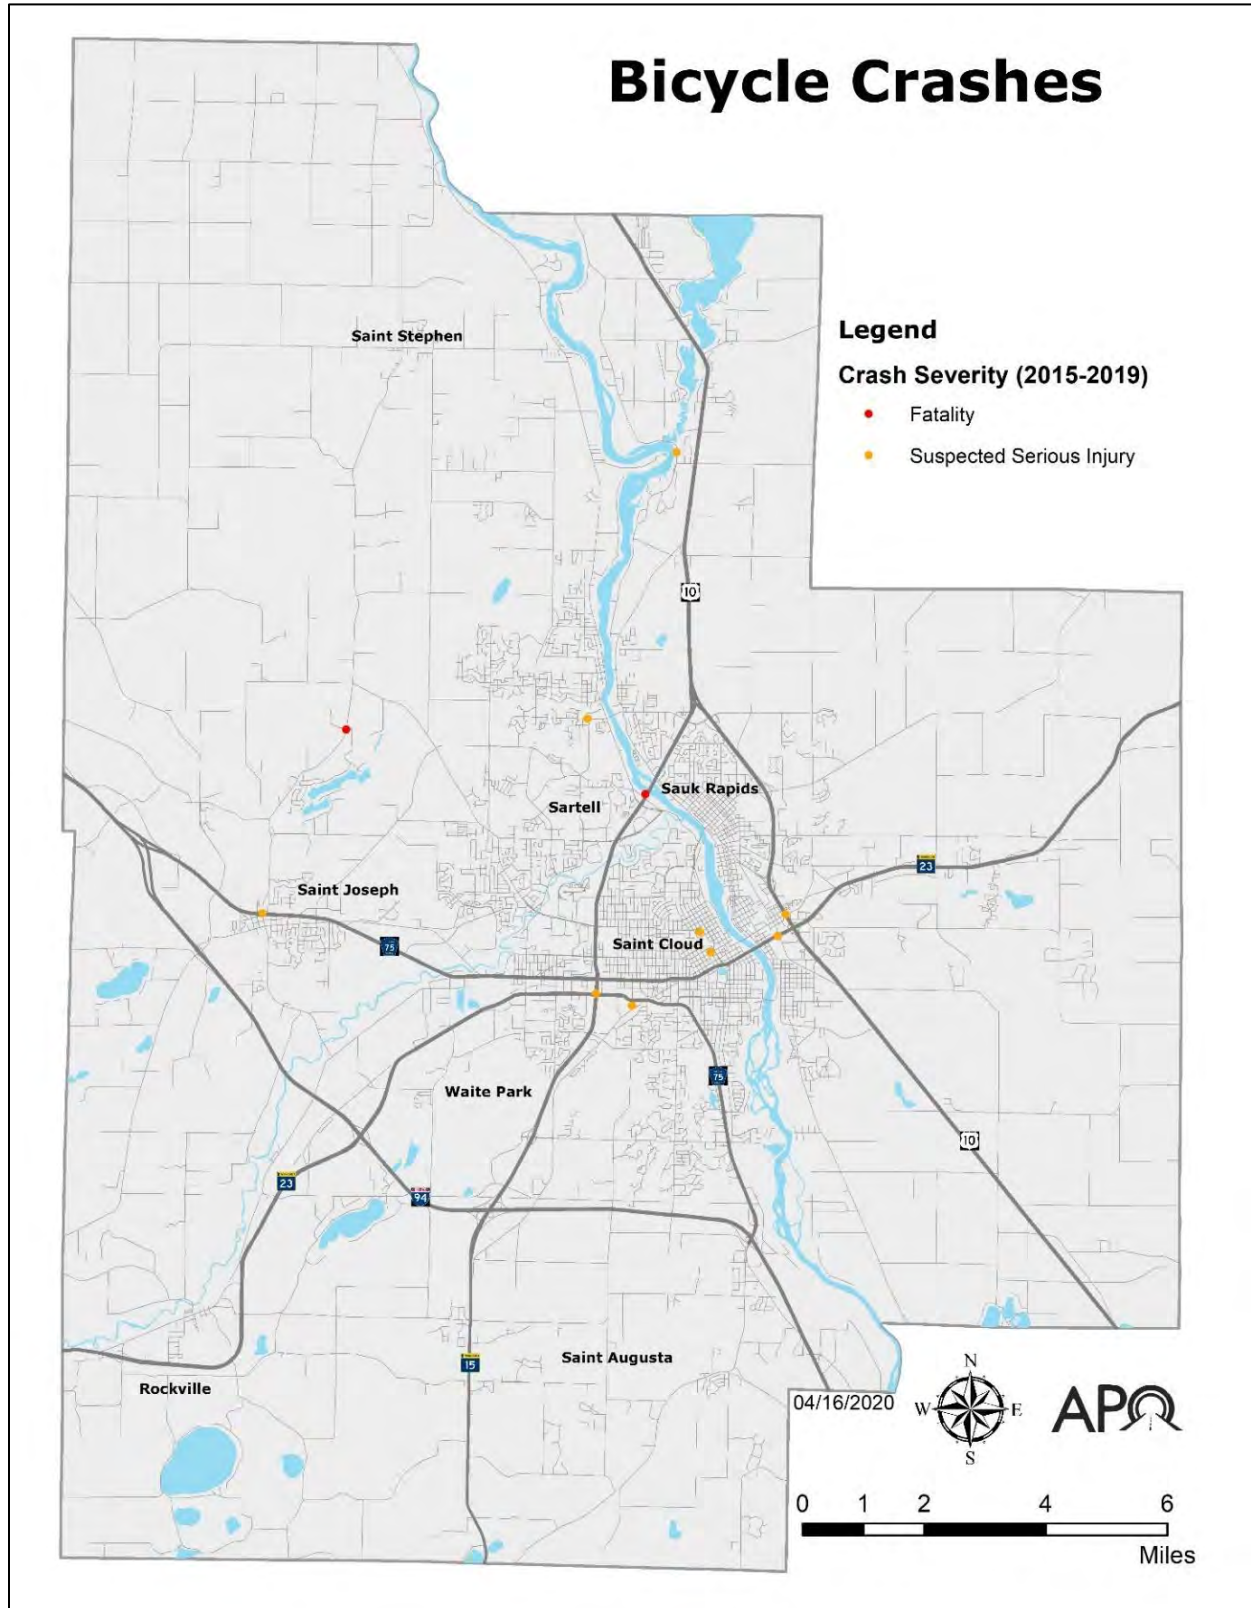 Bicycle Crashes
Saint Stephen
Legend
Crash Severity (2015-2019)
Fatality
Suspected Serious Injury
10
Sauk Rapids
Sartell
23
Saint Joseph
Saint Cloud
75
75
Waite Park
10
23
94
Saint Augusta
15
Rockville
04/16/2020
N
W
E
S
APO
0 1 2 4 6
Miles